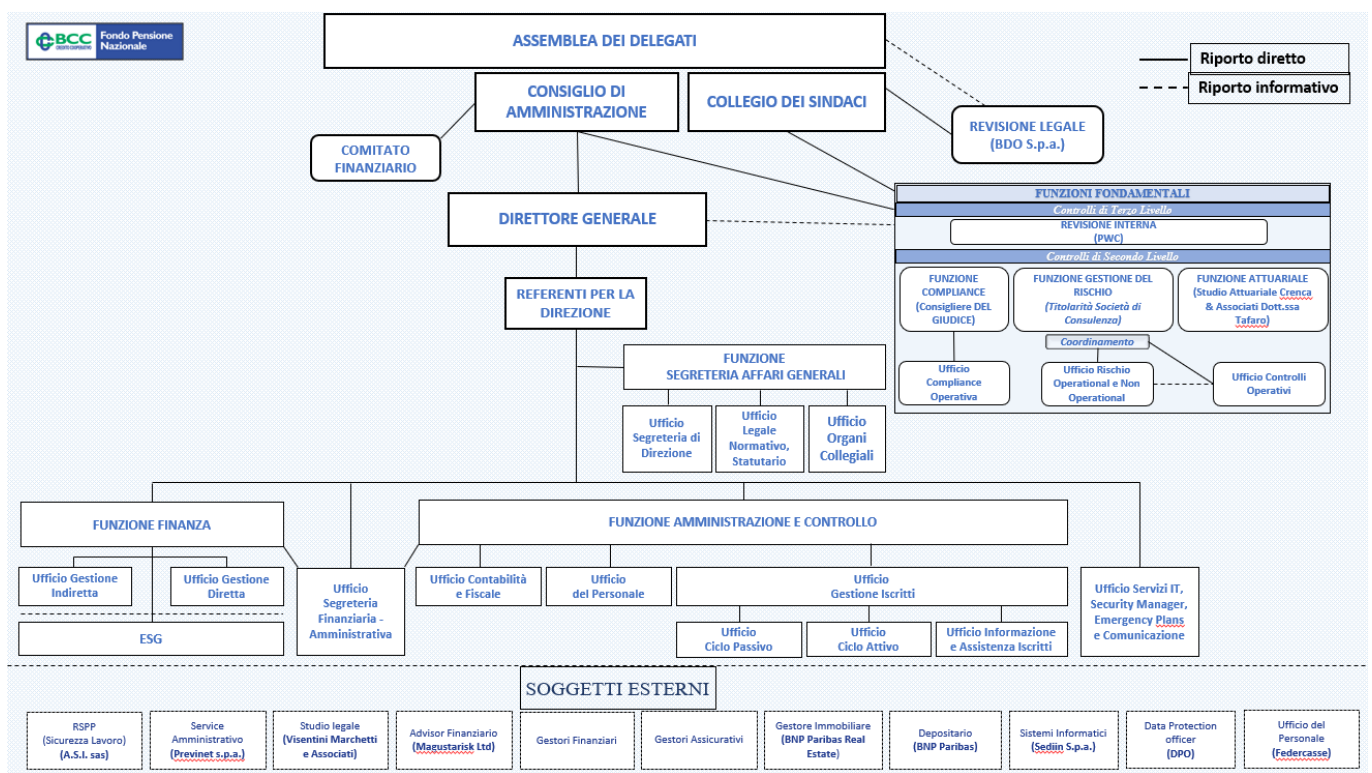 BCC
CREDITO COOPERATIVO
Fondo Pensione
Nazionale
ASSEMBLEA DEI DELEGATI
Riporto diretto
Riporto informativo
CONSIGLIO DI
AMMINISTRAZIONE
COLLEGIO DEI SINDACI
REVISIONE LEGALE
(BDO S.p.a.)
COMITATO
FINANZIARIO
DIRETTORE GENERALE
FUNZIONI FONDAMENTALI
Controlli di Terzo Livello
REVISIONE INTERNA
(PWC)
Controlli di Secondo Livello
FUNZIONE
COMPLIANCE
(Consigliere DEL
GIUDICE)
FUNZIONE GESTIONE DEL
RISCHIO
(Titolarità Società di
Consulenza)
FUNZIONE ATTUARIALE
(Studio Attuariale Crenca
& Associati Dott.ssa
Tafaro)
Coordinamento
Ufficio
Compliance
Operativa
Ufficio Rischio
Operational e Non
Operational
Ufficio Controlli
Operativi
REFERENTI PER LA
DIREZIONE
FUNZIONE
SEGRETERIA AFFARI GENERALI
Ufficio
Segreteria di
Direzione
Ufficio
Legale
Normativo,
Statutario
Ufficio
Organi
Collegiali
FUNZIONE FINANZA
FUNZIONE AMMINISTRAZIONE E CONTROLLO
Ufficio Gestione
Indiretta
Ufficio Gestione
Diretta
ESG
Ufficio
Segreteria
Finanziaria -
Amministrativa
Ufficio Contabilità
e Fiscale
Ufficio
del Personale
Ufficio
Gestione Iscritti
Ufficio
Ciclo Passivo
Ufficio
Ciclo Attivo
Ufficio Informazione
e Assistenza Iscritti
Ufficio Servizi IT,
Security Manager,
Emergency Plans
e Comunicazione
SOGGETTI ESTERNI
RSPP
(Sicurezza Lavoro)
(A.S.I. sas)
Service
Amministrativo
(Previnet s.p.a.)
Studio legale
(Visentini Marchetti
e Associati)
Advisor Finanziario
(Magustarisk Ltd)
Gestori Finanziari
Gestori Assicurativi
Gestore Immobiliare
(BNP Paribas Real
Estate)
Depositario
(BNP Paribas)
Sistemi Informatici
(Sediin S.p.a.)
Data Protection
officer
(DPO)
Ufficio del
Personale
(Federcasse)